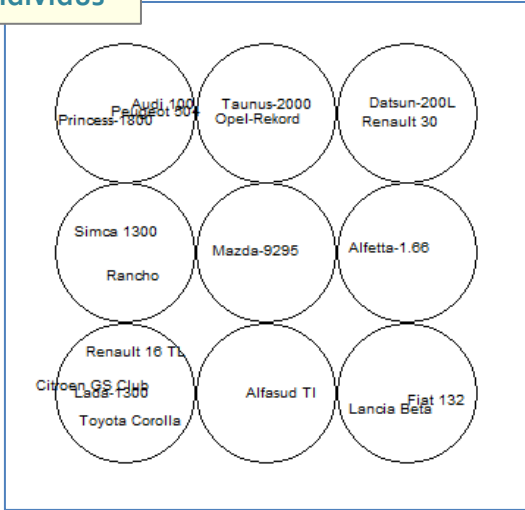 Audi 100
Peugeot 504
Princess-1800
Taunus-2000
Opel-Rekord
Datsun-200L
Renault 30
Simca 1300
Rancho
Mazda-9295
Alfetta-1.66
Renault 16 TL
Citroen GS Club
Lada-1300
Toyota Corolla
Alfasud TI
Fiat 132
Lancia Beta